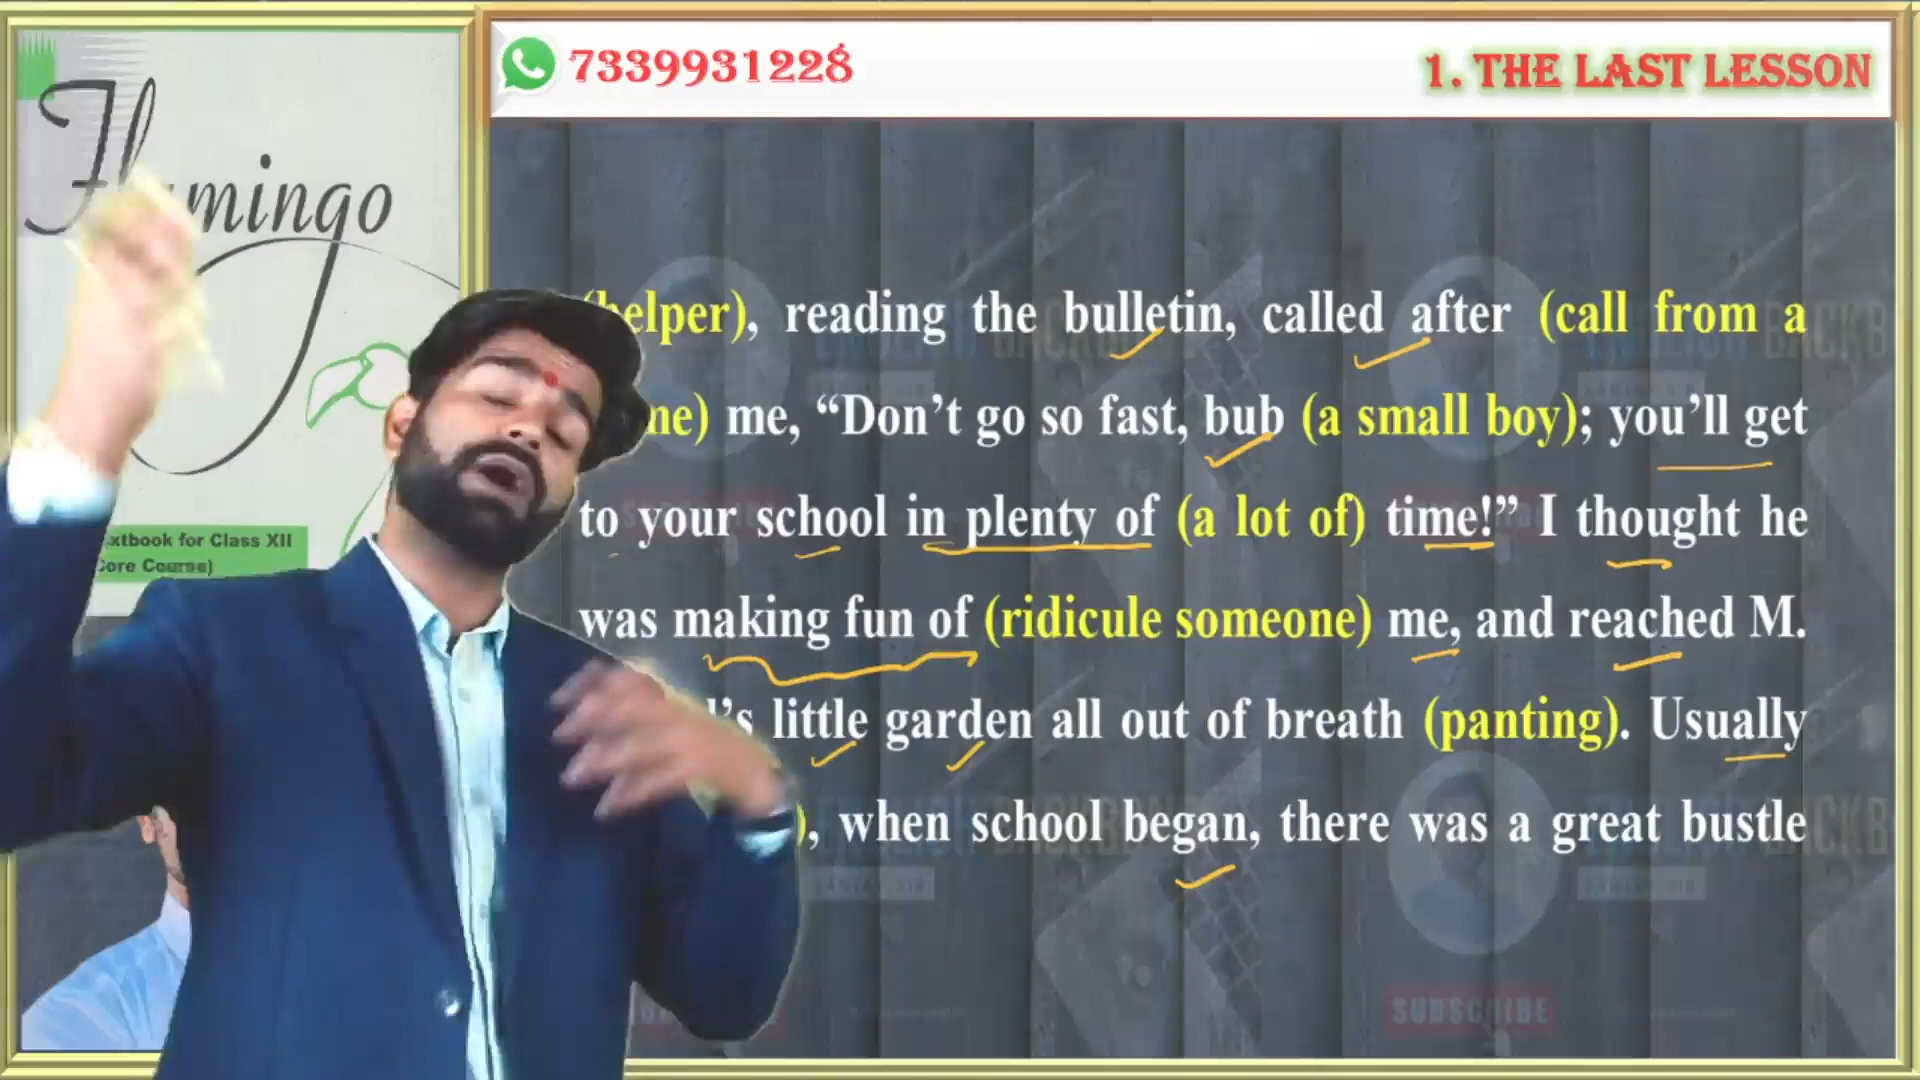 Flamingo
Textbook for Class XII
(Core Course)
7339931228
1. THE LAST LESSON
(helper), reading the bulletin, called after (call from a
me, “Don’t go so fast, bub (a small boy); you’ll get
to your school in plenty of (a lot of) time!” I thought he
was making fun of (ridicule someone) me, and reached M.
little garden all out of breath (panting). Usually
), when school began, there was a great bustle
SUBSCRIBE